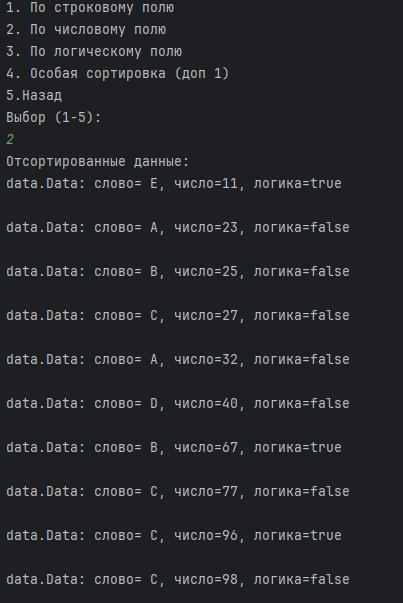 1. По строковому полю
2. По числовому полю
3. По логическому полю
4. Особая сортировка (доп 1)
5.Назад
Выбор (1-5):
2
Отсортированные данные:
data.Data: слово= E, число=11, логика=true
data.Data: слово= A, число=23, логика=false
data.Data: слово= B, число=25, логика=false
data.Data: слово= C, число=27, логика=false
data.Data: слово= A, число=32, логика=false
data.Data: слово= D, число=40, логика=false
data.Data: слово= B, число=67, логика=true
data.Data: слово= C, число=77, логика=false
data.Data: слово= C, число=96, логика=true
data.Data: слово= C, число=98, логика=false